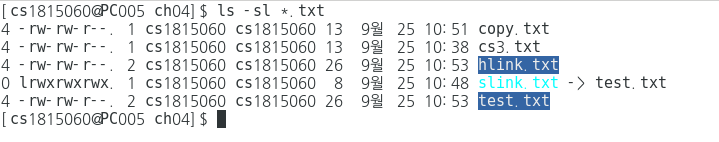 [cs1815060@PC005 ch04]$ ls -sl *.txt
4 -rw-rw-r--. 1 cs1815060 cs1815060 13  9월  25 10:51 copy.txt
4 -rw-rw-r--. 1 cs1815060 cs1815060 13  9월  25 10:38 cs3.txt
4 -rw-rw-r--. 2 cs1815060 cs1815060 26  9월  25 10:53 hlink.txt
0 lrwxrwxrwx. 1 cs1815060 cs1815060  8  9월  25 10:48 slink.txt -> test.txt
4 -rw-rw-r--. 2 cs1815060 cs1815060 26  9월  25 10:53 test.txt
[cs1815060@PC005 ch04]$